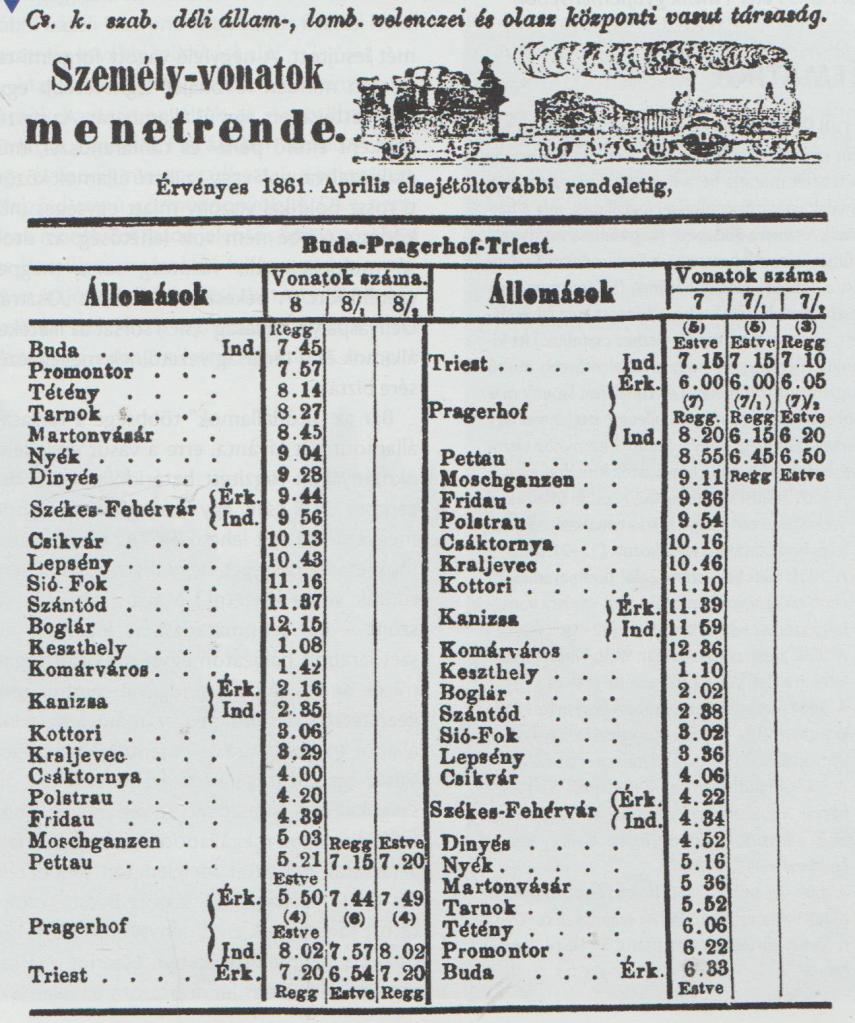 Cs. k. szab. déli állam-, lomb. velenczei és olasz központi vasut társaság.
Személy-vonatok
menetrende.
Érvényes 1861. Aprilis elsejétöltovábbi rendeletig,
Buda-Pragerhof-Triest.
Állomások Vonatok száma
8 8/1 8/2
Regg
Buda . . . . Ind. 7.45
Promontor . . . 7.57
Tétény . . . . 8.14
Tarnok . . . . 8.27
Martonvásár . . . 8.45
Nyék . . . . 9.04
Dinyés . . . . 9.28
Székes-Fehérvár Érk. 9.44
Ind. 9 56
Csikvár . . . . 10 13
Lepsény . . . . 10.43
Sió Fok . . . . 11.16
Szántód . . . . 11.37
Boglár . . . . 12.15
Keszthely . . . 1.08
Komárváros . . . 1.42
Kanizsa . . Érk. 2 16
Ind. 2.35
Kottori . . . . 3.06
Kraljevec . . . 3.29
Csáktornya . . . 4.00
Polstrau . . . . 4.20
Fridau . . . . 4.39
Moschganzen . . . 5 03 Regg Estve
Pettau . . . . 5.21 7.15 7.20
Estve
Pragerhof Érk. 5.50 7.44 7.49
(4) (6) (4)
Estve
Ind. 8.02 7.57 8.02
Triest . . . Érk. 7.20 6.54 7.20
Regg Estve Regg
Állomások Vonatok száma
7 7/1 7/2
(5) (5) (3)
Estve Estve Regg
Triest . . . . Ind. 7.15 7 15 7.10
Pragerhof Érk. 6.00 6.00 6.05
(7) (7/1) (7)/2
Regg. Regg Estve
Ind. 8.20 6.15 6 20
Pettau . . . . 8.55 6.45 6.50
Moschganzen . . . 9.11 Regg Estve
Fridau . . . . 9.36
Polstrau . . . . 9.54
Csáktornya . . . 10.16
Kraljevec . . . 10.46
Kottori . . . . 11.10
Kanizsa . . Érk. 11.39
Ind. 11 59
Komárváros . . . 12.36
Keszthely . . . 1.10
Boglár . . . . 2.02
Szántód . . . . 2.38
Sió-Fok . . . . 3.02
Lepsény . . . . 3.36
Csikvár . . . . 4.06
Székes-Fehérvár Érk. 4.22
Ind. 4.34
Dinyés . . . . 4.52
Nyék . . . . 5.16
Martonvásár . . . 5 36
Tarnok . . . . 5.52
Tétény . . . . 6.06
Promontor . . . 6.22
Buda . . . . Érk. 6.33
Estve